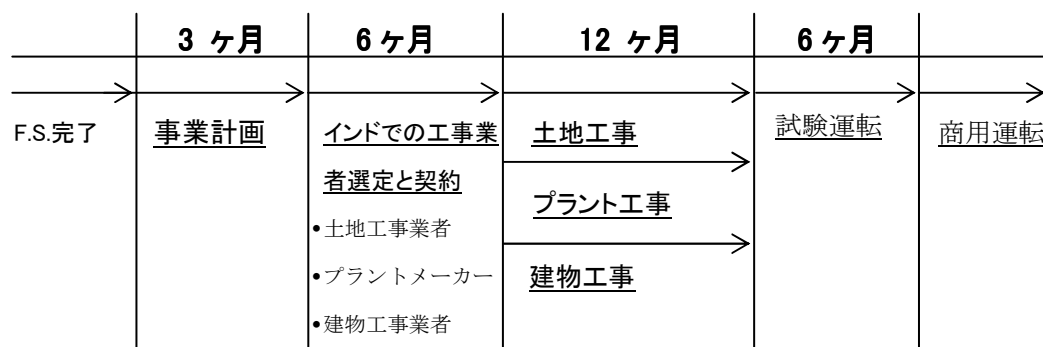 3 ヶ月
6ヶ月
12 ヶ月
6ヶ月
F.S.完了
事業計画
インドでの工事業
者選定と契約
•土地工事業者
•プラントメーカー
•建物工事業者
土地工事
プラント工事
建物工事
試験運転
商用運転